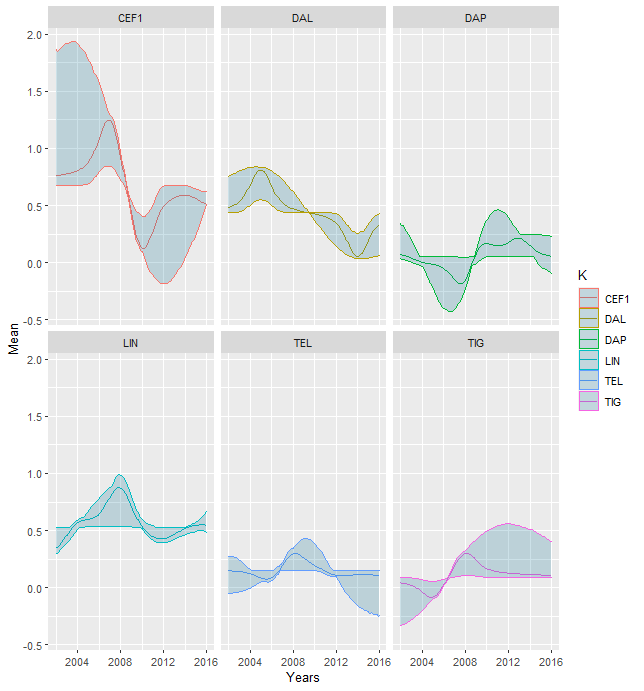 CEF1 DAL DAP
2.0
1.5
1.0
0.5
0.0
-0.5
Mean
LIN TEL TIG
2.0
1.5
1.0
0.5
0.0
-0.5
2004 2008 2012 2016 2004 2008 2012 2016 2004 2008 2012 2016
Years
K
CEF1
DAL
DAP
LIN
TEL
TIG